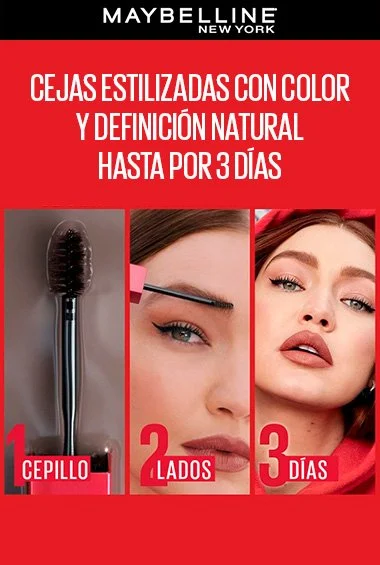 MAYBELLINE
NEW YORK
CEJAS ESTILIZADAS CON COLOR
Y DEFINICIÓN NATURAL
HASTA POR 3 DÍAS
1 CEPILLO
2 LADOS
3 DÍAS